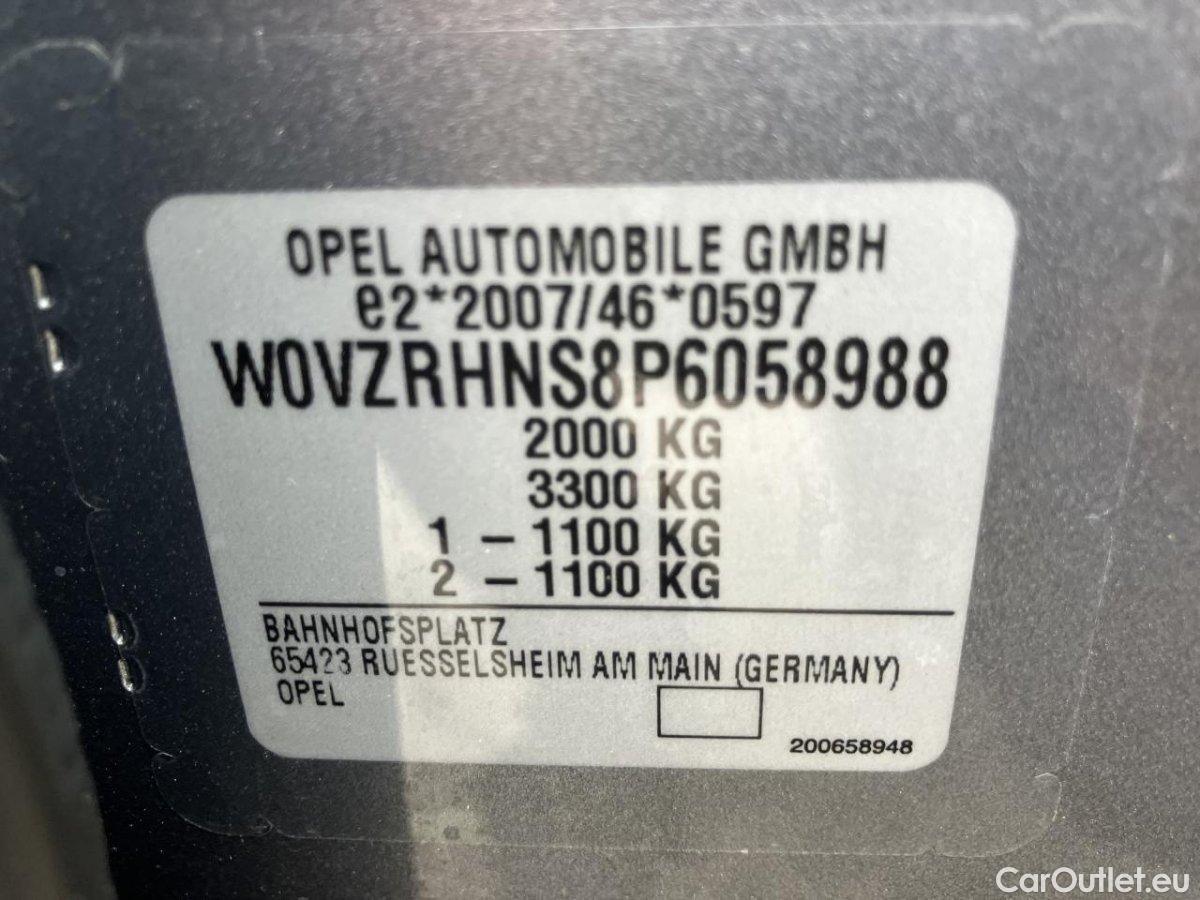 OPEL AUTOMOBILE GMBH
e2*2007/46*0597
W0VZRHNS8P6058988
2000 KG
3300 KG
1 – 1100 KG
2 – 1100 KG
BAHNHOFSPLATZ
65423 RUESSELSHEIM AM MAIN (GERMANY)
OPEL
200658948
CarOutlet.eu